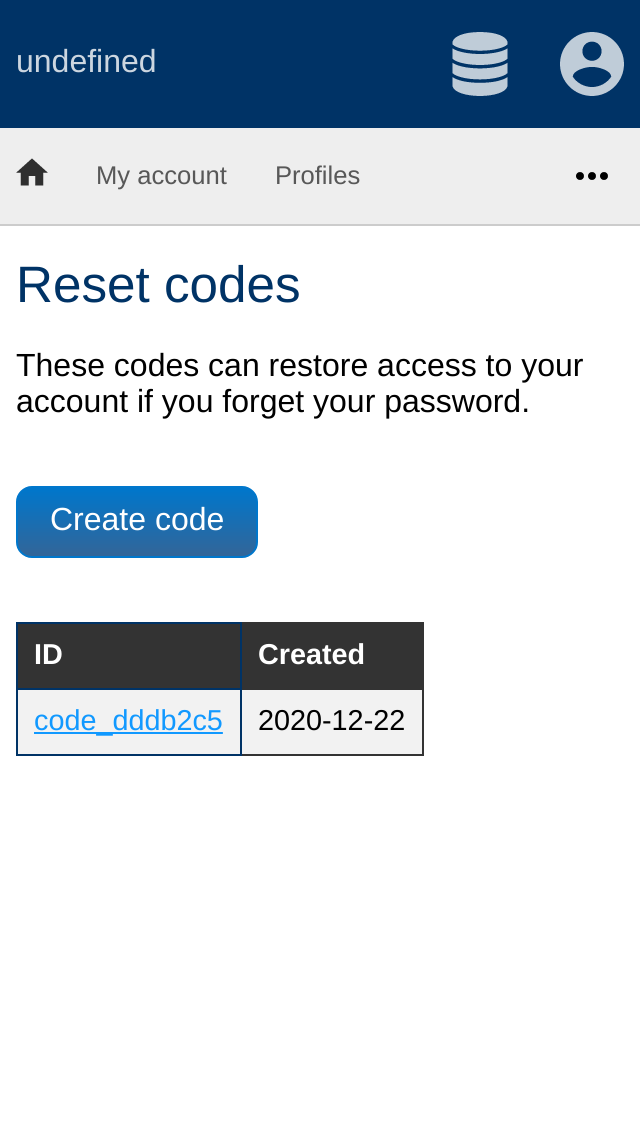 undefined
My account Profiles
Reset codes
These codes can restore access to your
account if you forget your password.
Create code
ID Created
code_dddb2c5 2020-12-22